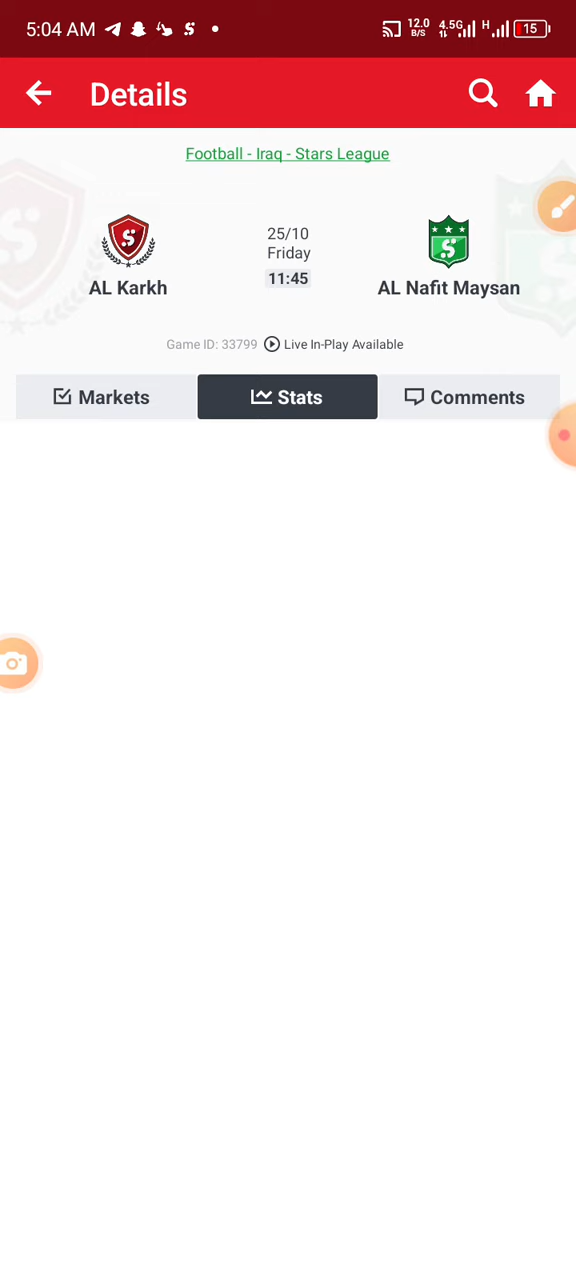 5:04 AM 12.0 B/S 4.5G H 15
Details
Football - Iraq - Stars League
25/10
Friday
11:45
AL Karkh
AL Nafit Maysan
Game ID: 33799 Live In-Play Available
Markets Stats Comments